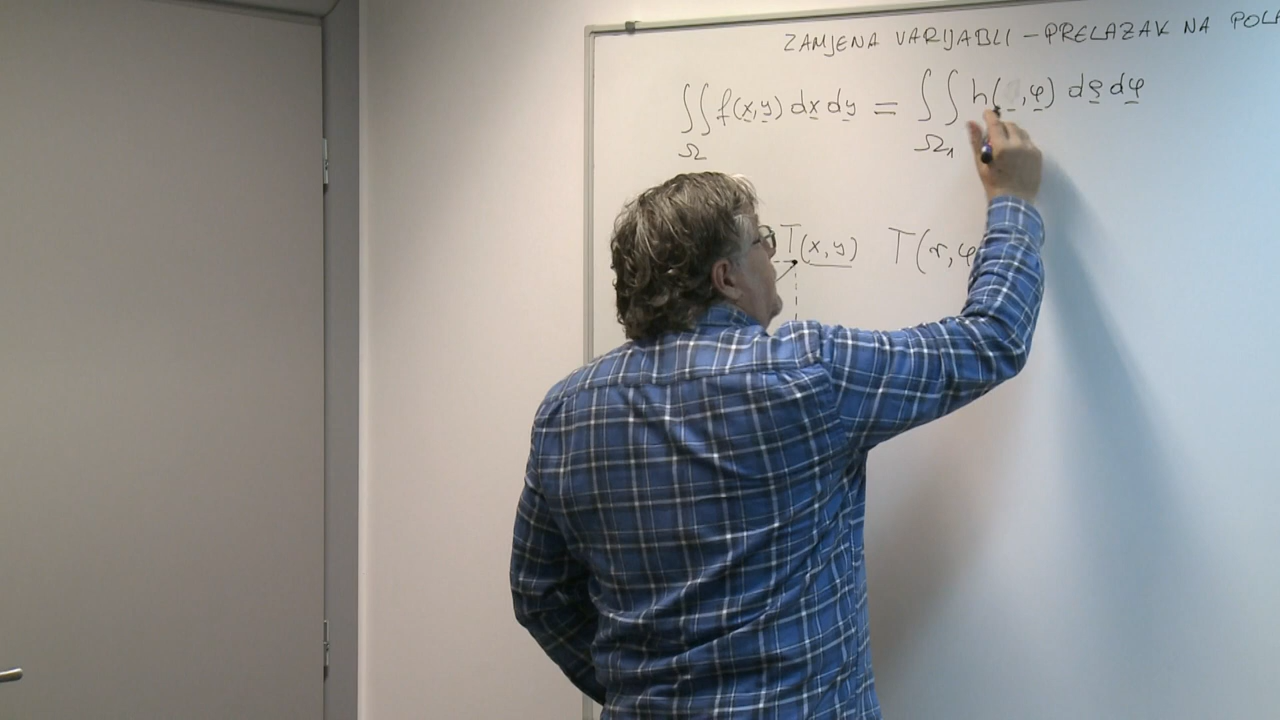 ZAMJENA VARIJABLI - PRELAZAK NA
∬ f(x,y) dx dy = ∬ h( ,φ) dρ dφ
Ω Ω₁
T(x,y) T(r,φ